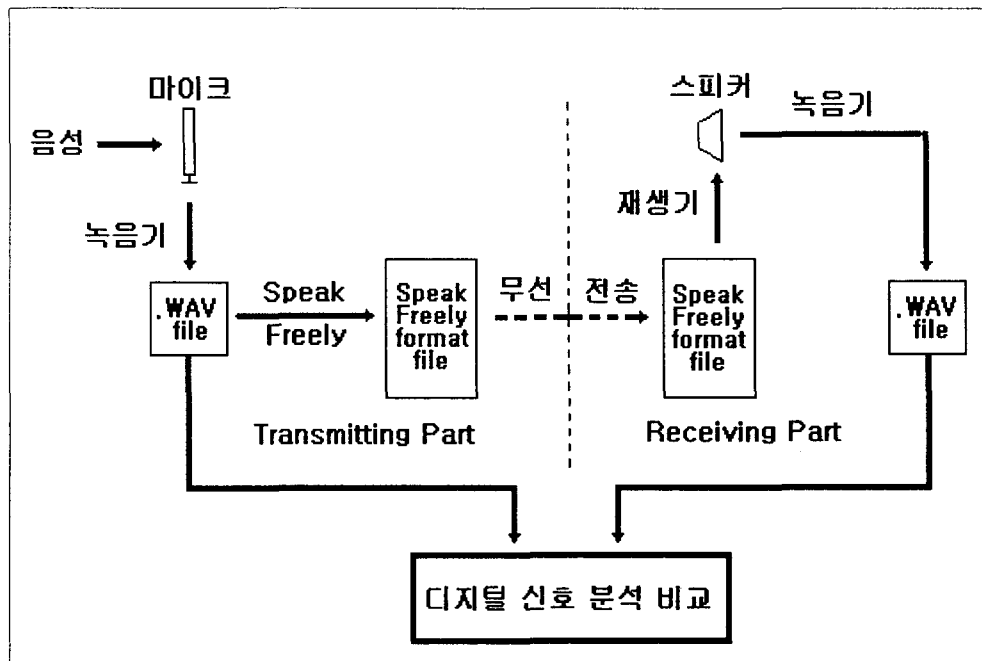 마이크
음성
녹음기
.WAV
file
Speak
Freely
Speak
Freely
format
file
무선
전송
스피커
녹음기
재생기
Speak
Freely
format
file
.WAV
file
Transmitting Part
Receiving Part
디지털 신호 분석 비교